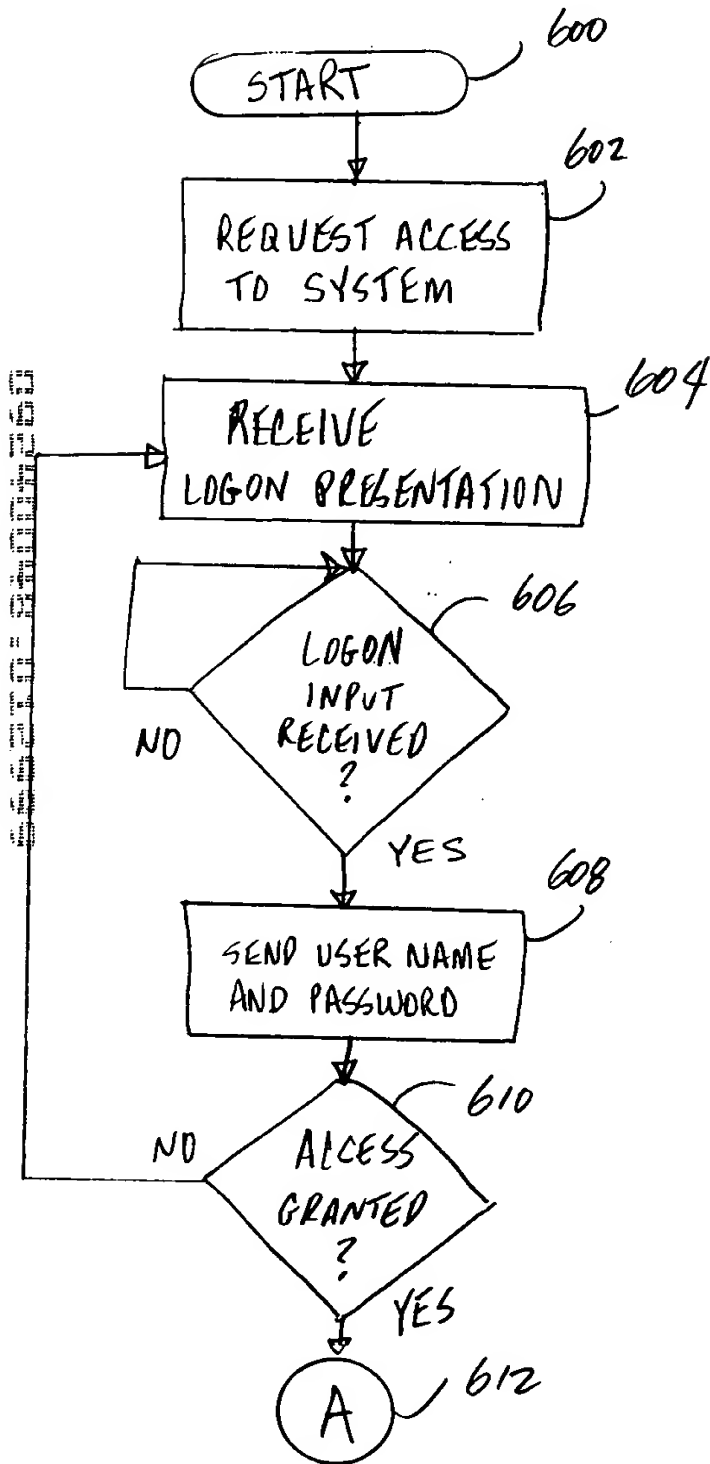 600
START
602
REQUEST ACCESS
TO SYSTEM
604
RECEIVE
LOGON PRESENTATION
606
LOGON
INPUT
RECEIVED
?
NO
YES
608
SEND USER NAME
AND PASSWORD
610
NO
ACCESS
GRANTED
?
YES
A
612